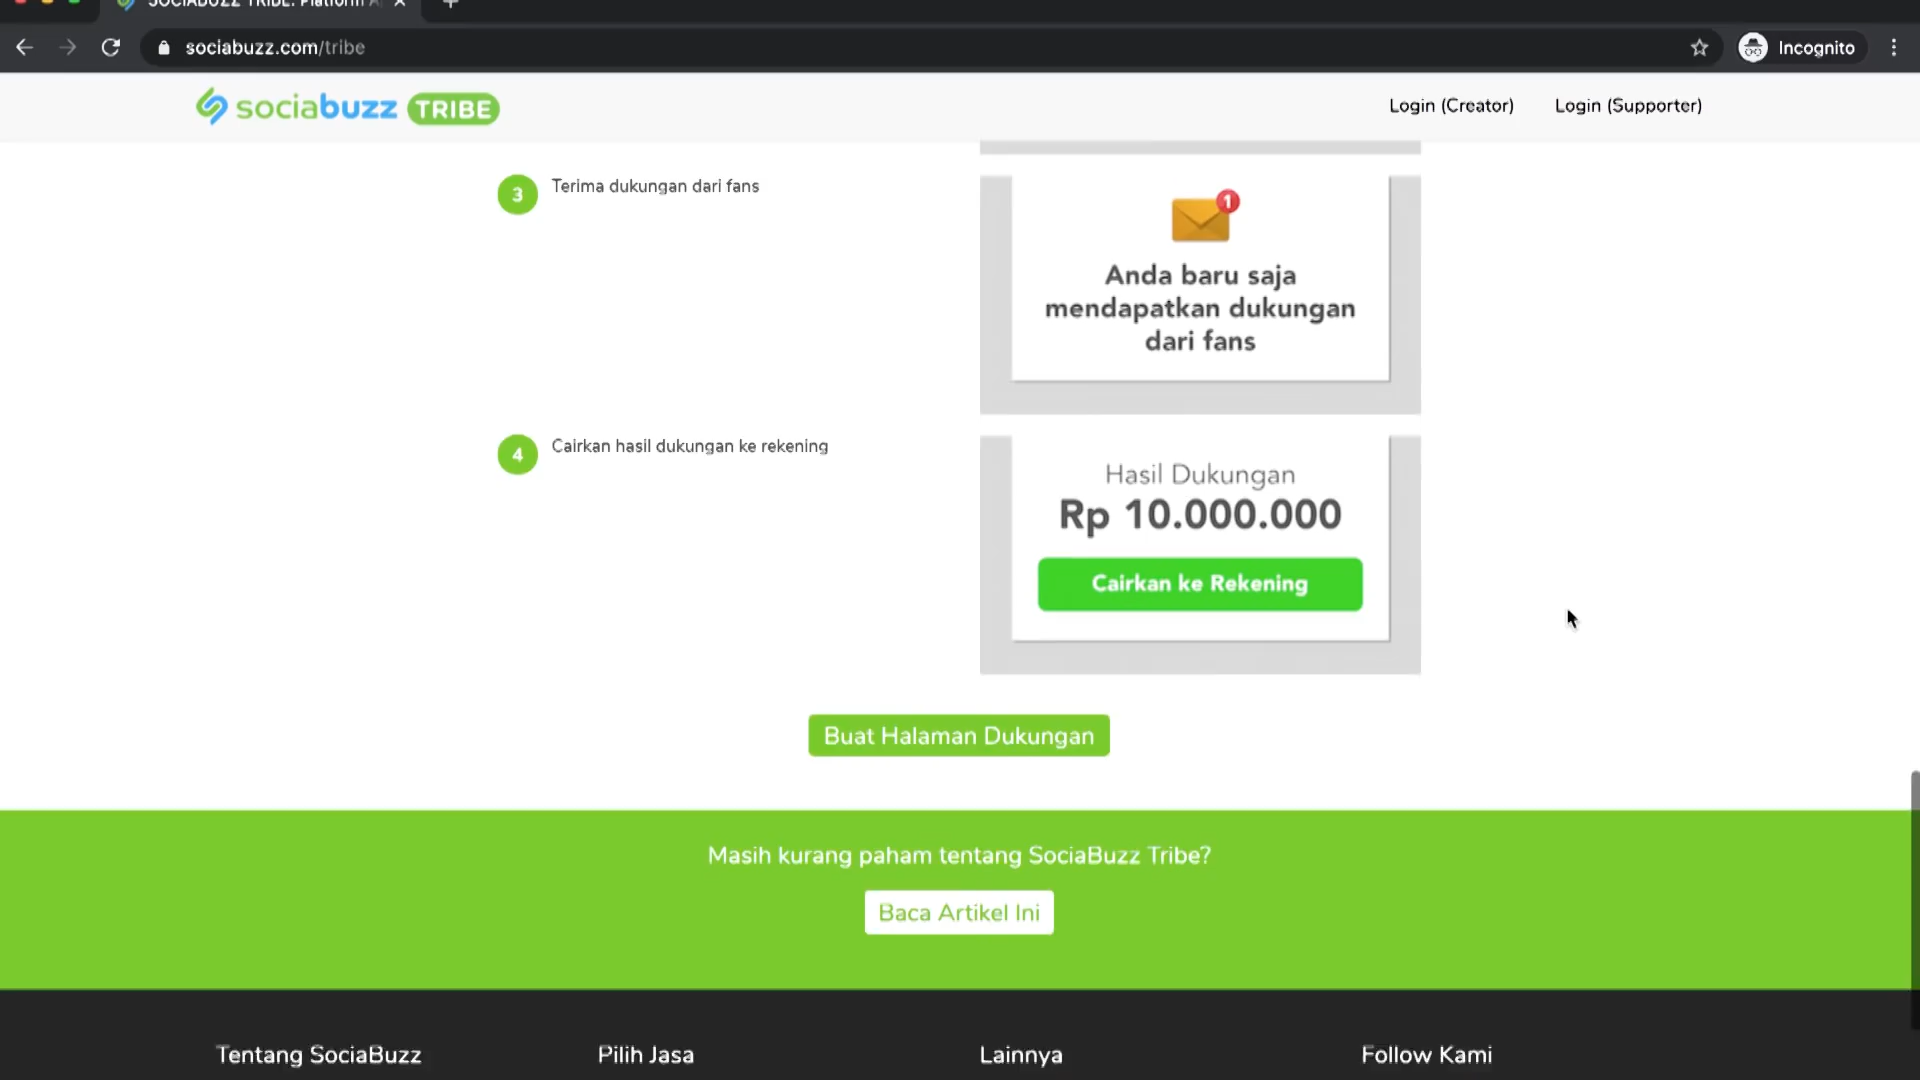 SOCIABUZZ TRIBE: Platform
sociabuzz.com/tribe
Incognito
sociabuzz TRIBE
Login (Creator)
Login (Supporter)
3
Terima dukungan dari fans
1
Anda baru saja
mendapatkan dukungan
dari fans
4
Cairkan hasil dukungan ke rekening
Hasil Dukungan
Rp 10.000.000
Cairkan ke Rekening
Buat Halaman Dukungan
Masih kurang paham tentang SociaBuzz Tribe?
Baca Artikel Ini
Tentang SociaBuzz
Pilih Jasa
Lainnya
Follow Kami